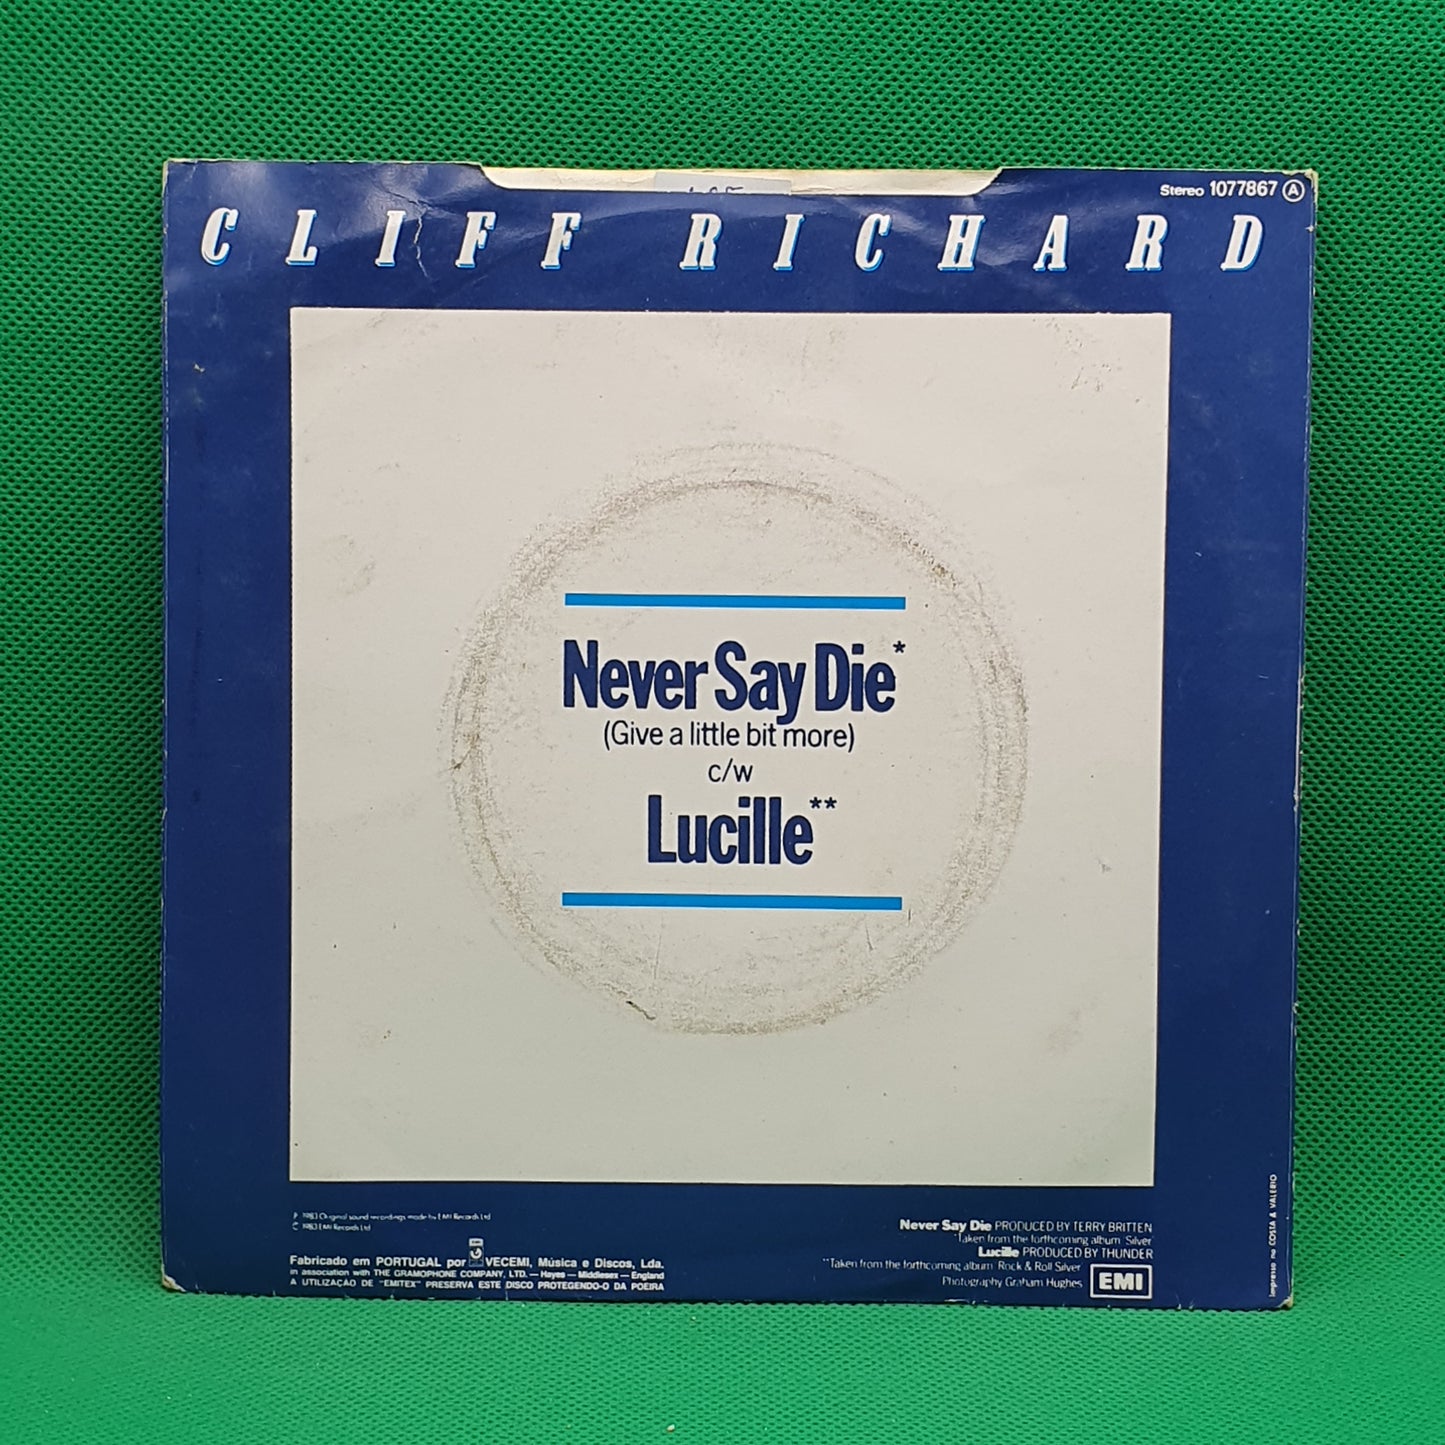 Stereo 1077867 A
CLIFF RICHARD
Never Say Die*
(Give a little bit more)
c/w
Lucille**
℗ 1983 Original sound recordings made by EMI Records Ltd
© 1983 EMI Records Ltd
Fabricado em PORTUGAL por VECEMI, Música e Discos, Lda.
in association with THE GRAMOPHONE COMPANY, LTD. — Hayes — Middlesex — England
A UTILIZAÇÃO DE "EMITEX" PRESERVA ESTE DISCO PROTEGENDO-O DA POEIRA
Never Say Die PRODUCED BY TERRY BRITTEN
*Taken from the forthcoming album 'Silver'
Lucille PRODUCED BY THUNDER
**Taken from the forthcoming album 'Rock & Roll Silver'
Photography Graham Hughes
EMI
Impresso na COSTA & VALERIO